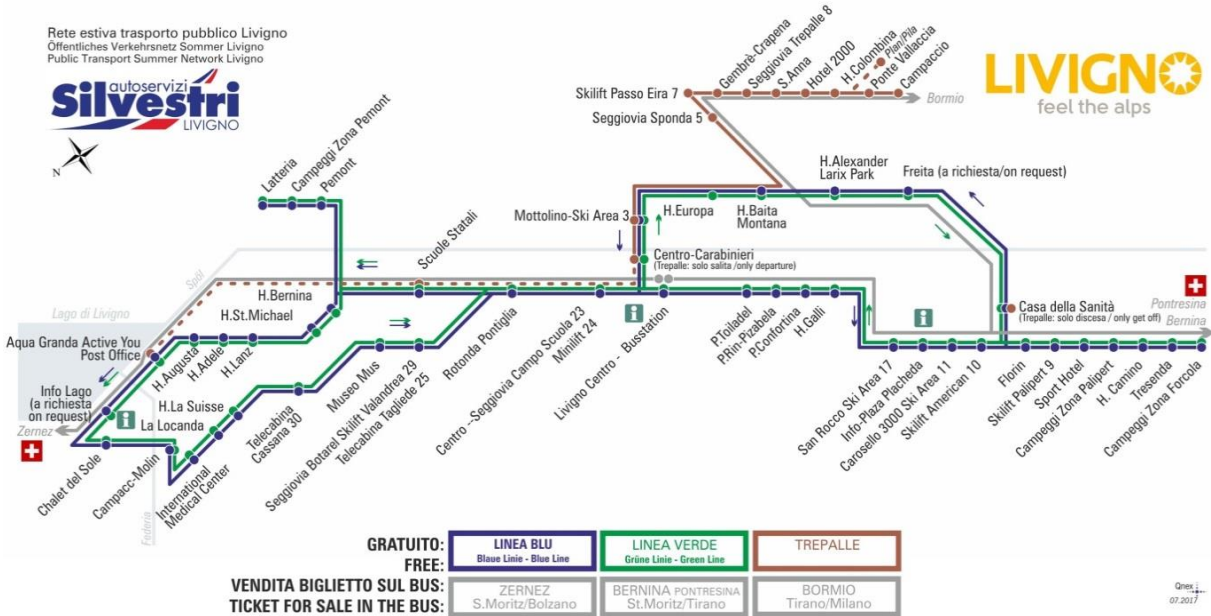 Rete estiva trasporto pubblico Livigno
Öffentliches Verkehrsnetz Sommer Livigno
Public Transport Summer Network Livigno
autoservizi
Silvestri
LIVIGNO
N
LIVIGNO
feel the alps
Skilift Passo Eira 7
Gembrè-Crapena
Seggiovia Trepalle 8
S.Anna
Hotel 2000
H.Colombina
Plan/Pila
Ponte Vallaccia
Campaccio
Bormio
Seggiovia Sponda 5
Latteria
Campeggi Zona Pemont
Pemont
Mottolino-Ski Area 3
H.Europa
H.Baita
Montana
H.Alexander
Larix Park
Freita (a richiesta/on request)
Scuole Statali
Centro-Carabinieri
(Trepalle: solo salita /only departure)
Spöl
Lago di Livigno
H.Bernina
H.St.Michael
Aqua Granda Active You
Post Office
H.Augusta
H.Adele
H.Lanz
Info Lago
(a richiesta
on request)
i
Zernez
H.La Suisse
La Locanda
Chalet del Sole
Campacc-Molin
International
Medical Center
Federia
Telecabina
Cassana 30
Museo Mus
Seggiovia Botarel Skilift Valandrea 29
Telecabina Tagliede 25
Rotonda Pontiglia
Centro --Seggiovia Campo Scuola 23
Minilift 24
i
Livigno Centro - Busstation
P.Toiladel
P.Rin-Pzabela
P.Confortina
H.Galli
i
Casa della Sanità
(Trepalle: solo discesa / only get off)
Pontresina
Bernina
San Rocco Ski Area 17
Info-Plaza Placheda
Carosello 3000 Ski Area 11
Skilift American 10
Florin
Skilift Palipert 9
Sport Hotel
Campeggi Zona Palipert
H. Camino
Tresenda
Campeggi Zona Forcola
GRATUITO:
FREE:
LINEA BLU
Blaue Linie - Blue Line
LINEA VERDE
Grüne Linie - Green Line
TREPALLE
VENDITA BIGLIETTO SUL BUS:
TICKET FOR SALE IN THE BUS:
ZERNEZ
S.Moritz/Bolzano
BERNINA PONTRESINA
St.Moritz/Tirano
BORMIO
Tirano/Milano
Qnex
07.2017